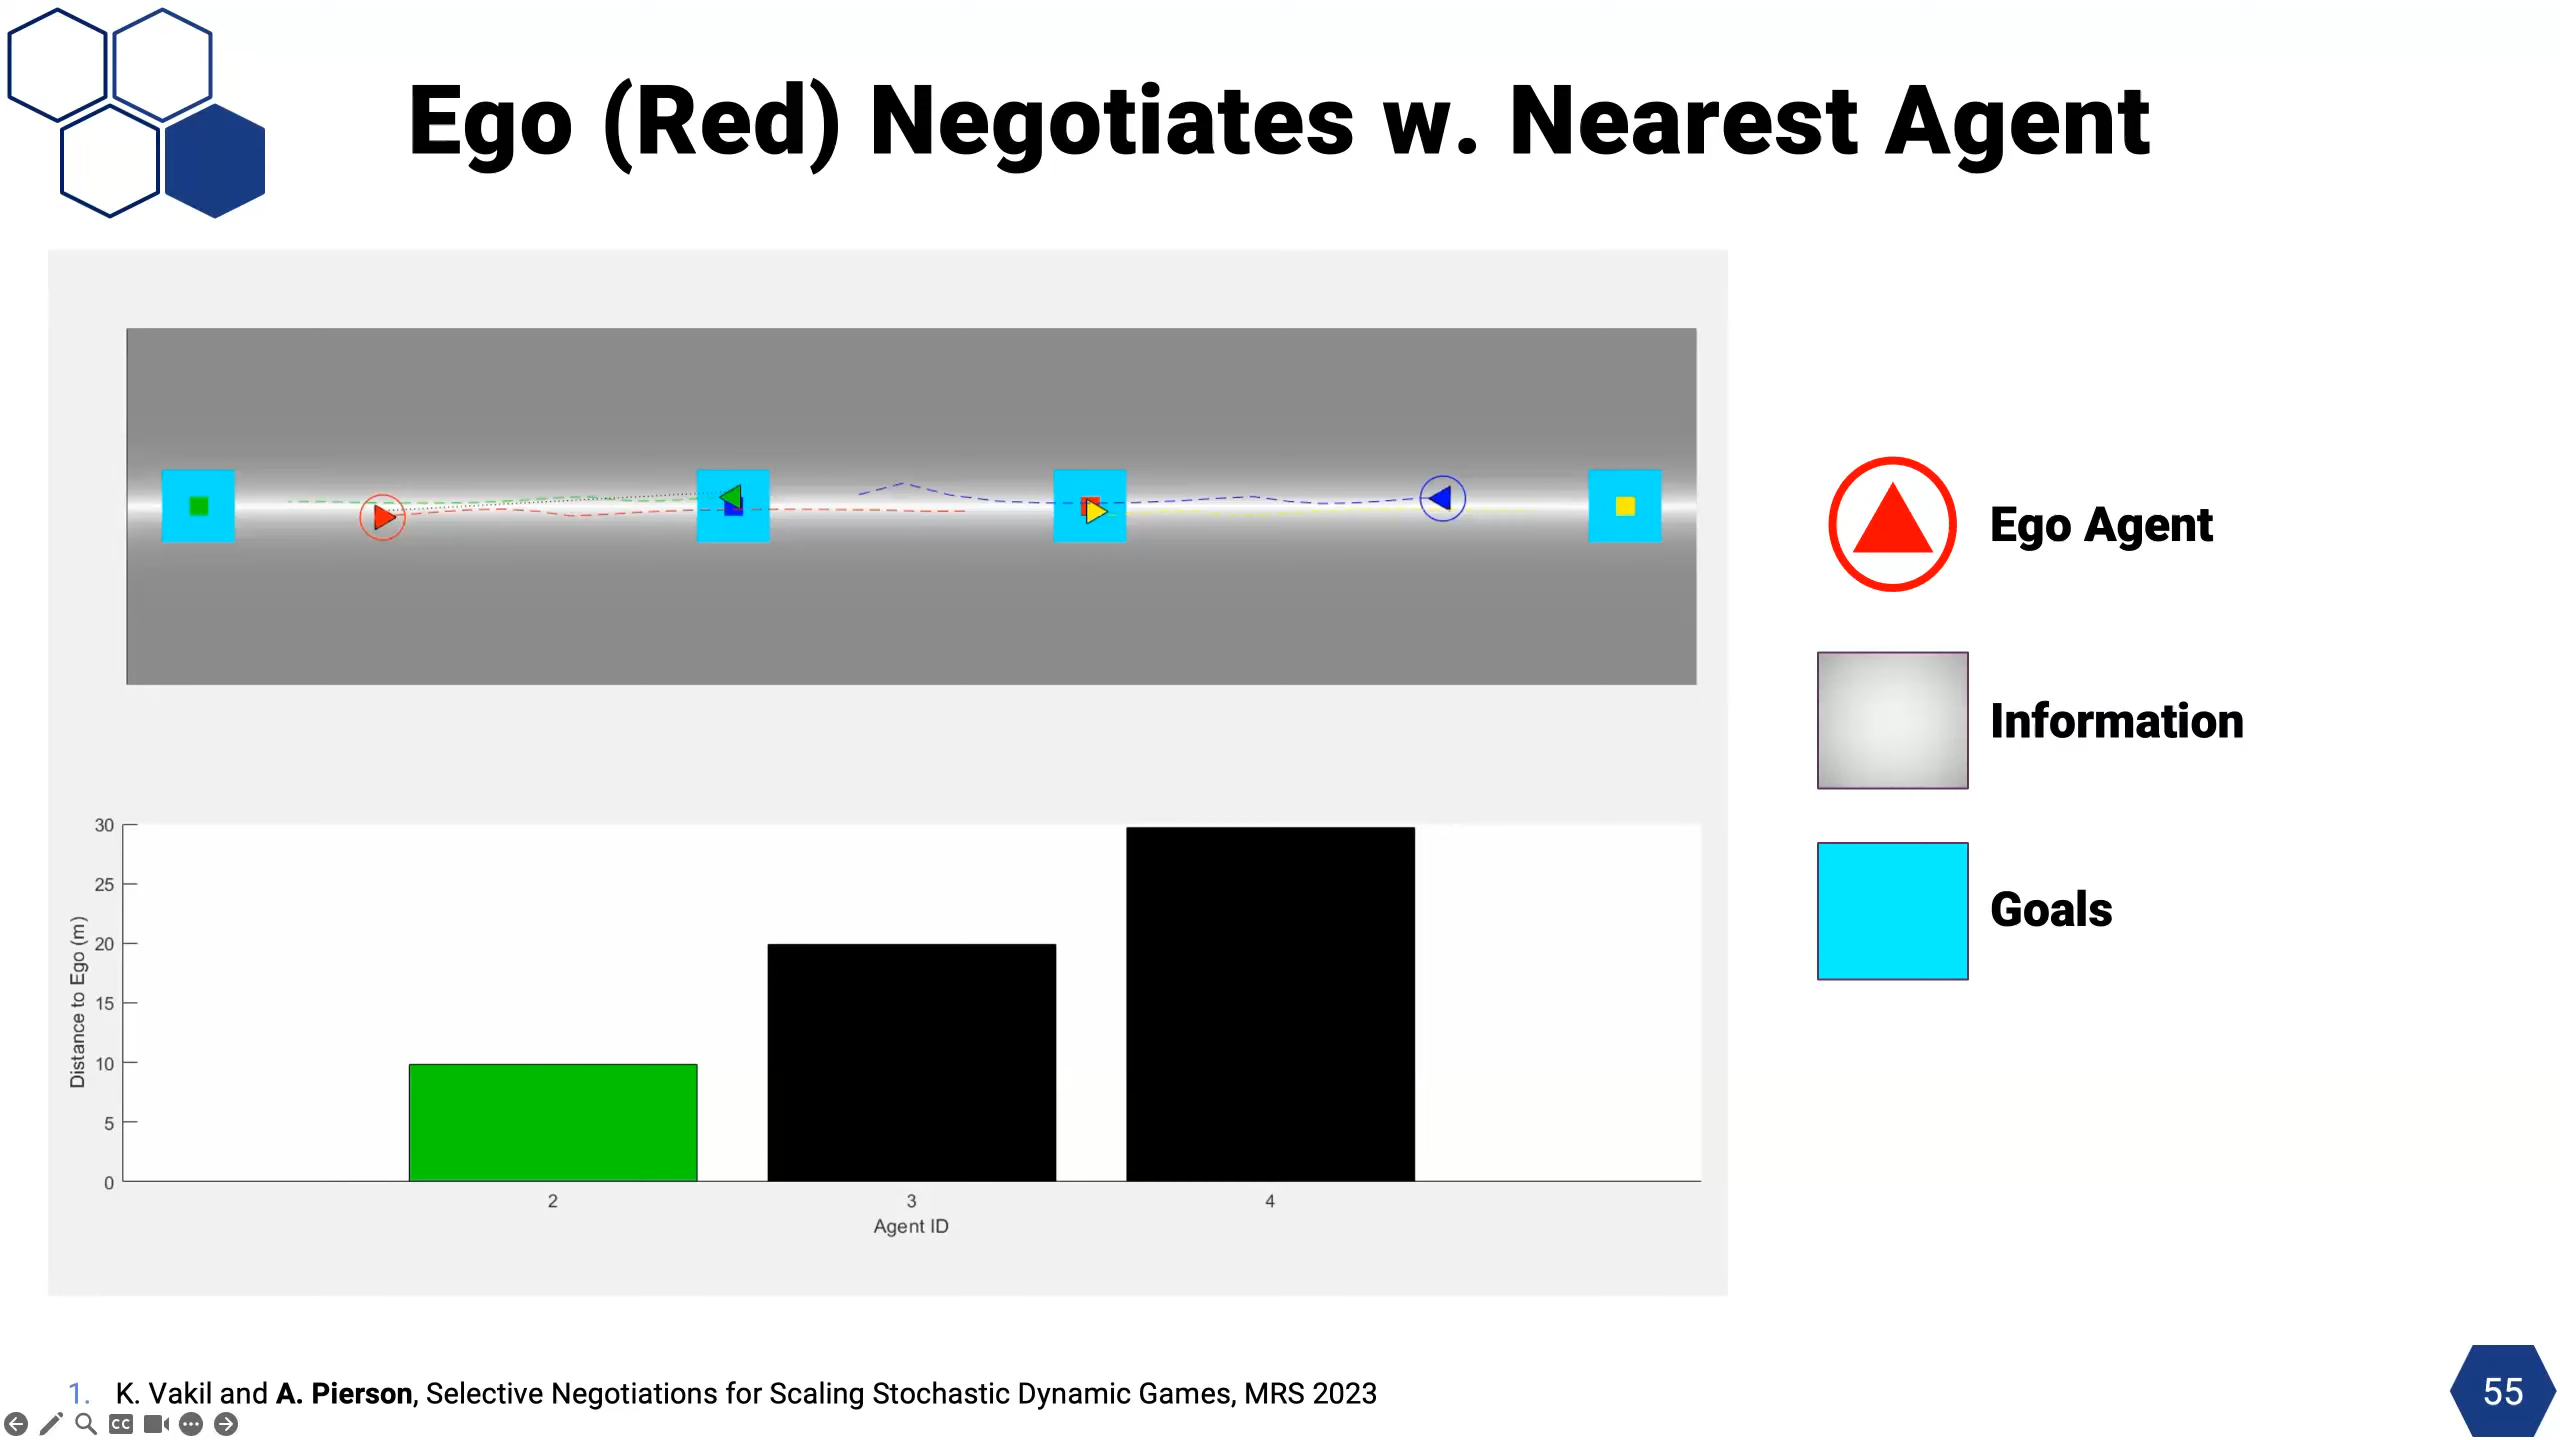 Ego (Red) Negotiates w. Nearest Agent
Ego Agent
Information
Goals
30
25
20
15
10
5
0
Distance to Ego (m)
2 3 4
Agent ID
1. K. Vakil and A. Pierson, Selective Negotiations for Scaling Stochastic Dynamic Games, MRS 2023
CC
55